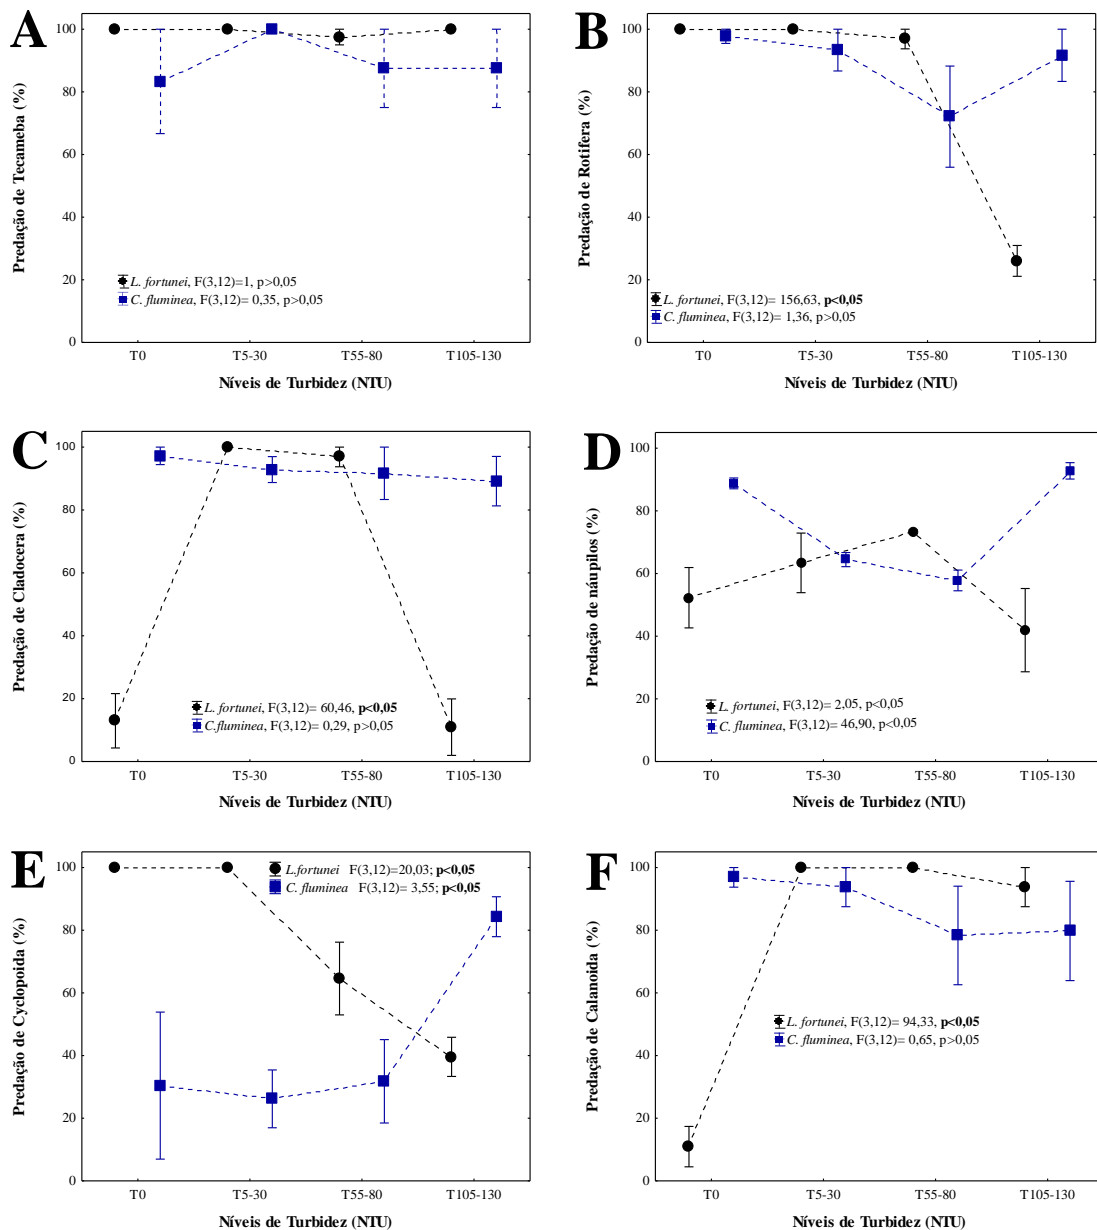 A
Predação de Tecameba (%)
100
80
60
40
20
0
L. fortunei, F(3,12)=1, p>0,05
C. fluminea, F(3,12)= 0,35, p>0,05
T0 T5-30 T55-80 T105-130
Níveis de Turbidez (NTU)
B
Predação de Rotifera (%)
100
80
60
40
20
0
L. fortunei, F(3,12)= 156,63, p<0,05
C. fluminea, F(3,12)= 1,36, p>0,05
T0 T5-30 T55-80 T105-130
Níveis de Turbidez (NTU)
C
Predação de Cladocera (%)
100
80
60
40
20
0
L. fortunei, F(3,12)= 60,46, p<0,05
C.fluminea, F(3,12)= 0,29, p>0,05
T0 T5-30 T55-80 T105-130
Níveis de Turbidez (NTU)
D
Predação de náupilos (%)
100
80
60
40
20
0
L. fortunei, F(3,12)= 2,05, p<0,05
C.fluminea, F(3,12)= 46,90, p<0,05
T0 T5-30 T55-80 T105-130
Níveis de Turbidez (NTU)
E
Predação de Cyclopoida (%)
100
80
60
40
20
0
L.fortunei F(3,12)=20,03; p<0,05
C. fluminea F(3,12)= 3,55; p<0,05
T0 T5-30 T55-80 T105-130
Níveis de Turbidez (NTU)
F
Predação de Calanoida (%)
100
80
60
40
20
0
L. fortunei, F(3,12)= 94,33, p<0,05
C. fluminea, F(3,12)= 0,65, p>0,05
T0 T5-30 T55-80 T105-130
Níveis de Turbidez (NTU)